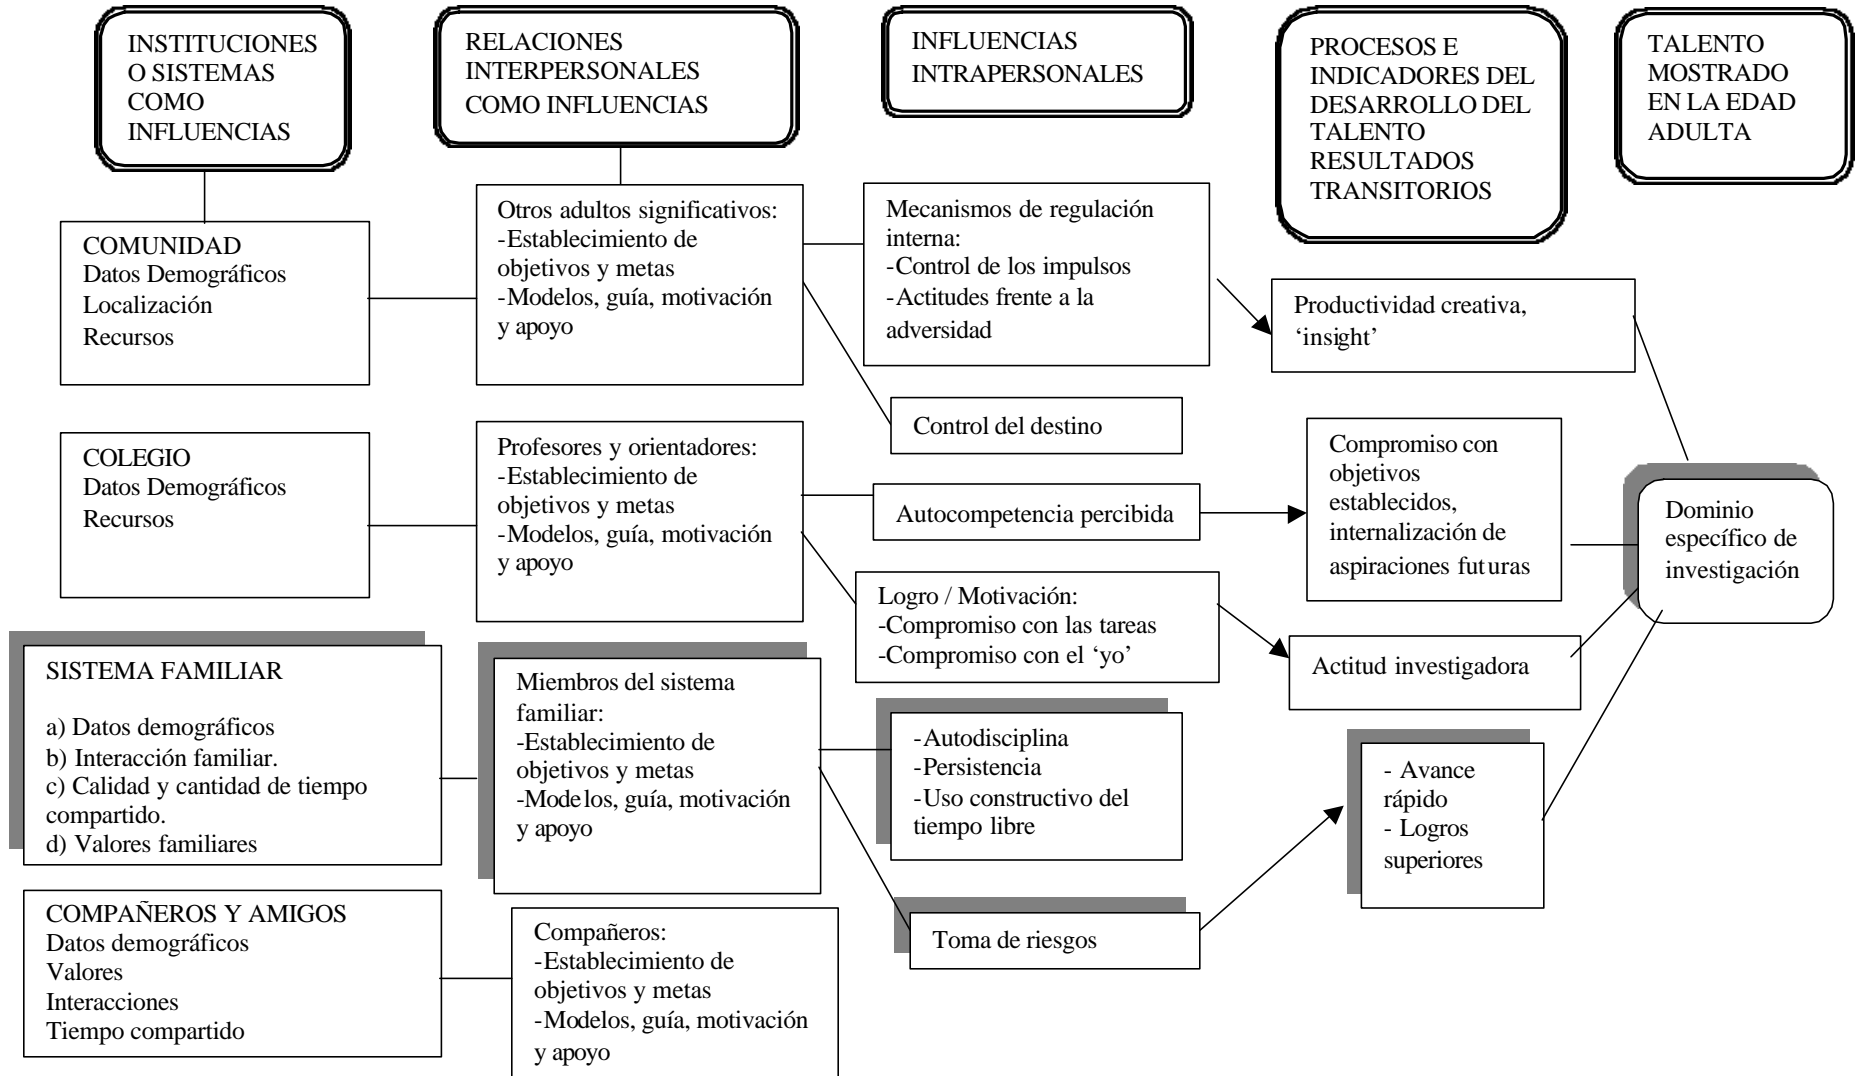 INSTITUCIONES
O SISTEMAS
COMO
INFLUENCIAS
RELACIONES
INTERPERSONALES
COMO INFLUENCIAS
INFLUENCIAS
INTRAPERSONALES
PROCESOS E
INDICADORES DEL
DESARROLLO DEL
TALENTO
RESULTADOS
TRANSITORIOS
TALENTO
MOSTRADO
EN LA EDAD
ADULTA
COMUNIDAD
Datos Demográficos
Localización
Recursos
Otros adultos significativos:
-Establecimiento de
objetivos y metas
-Modelos, guía, motivación
y apoyo
Mecanismos de regulación
interna:
-Control de los impulsos
-Actitudes frente a la
adversidad
Productividad creativa,
‘insight’
Control del destino
COLEGIO
Datos Demográficos
Recursos
Profesores y orientadores:
-Establecimiento de
objetivos y metas
-Modelos, guía, motivación
y apoyo
Autocompetencia percibida
Compromiso con
objetivos
establecidos,
internalización de
aspiraciones futuras
Dominio
específico de
investigación
Logro / Motivación:
-Compromiso con las tareas
-Compromiso con el ‘yo’
Actitud investigadora
SISTEMA FAMILIAR
a) Datos demográficos
b) Interacción familiar.
c) Calidad y cantidad de tiempo
compartido.
d) Valores familiares
Miembros del sistema
familiar:
-Establecimiento de
objetivos y metas
-Modelos, guía, motivación
y apoyo
-Autodisciplina
-Persistencia
-Uso constructivo del
tiempo libre
- Avance
rápido
- Logros
superiores
Toma de riesgos
COMPAÑEROS Y AMIGOS
Datos demográficos
Valores
Interacciones
Tiempo compartido
Compañeros:
-Establecimiento de
objetivos y metas
-Modelos, guía, motivación
y apoyo